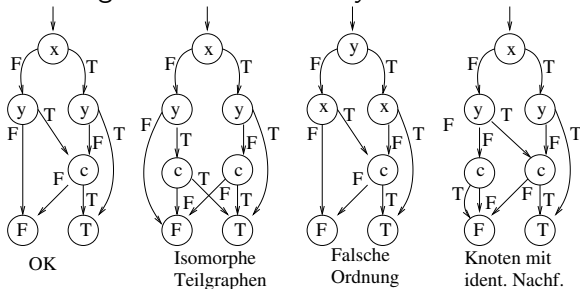 x x y x
F T F T F T F T
y y y y x x y y
F T F T F T F T F T F T F F T F T
c c c c c
F T T F F T F T T F F T
F T F T F T F T
OK
Isomorphe
Teilgraphen
Falsche
Ordnung
Knoten mit
ident. Nachf.